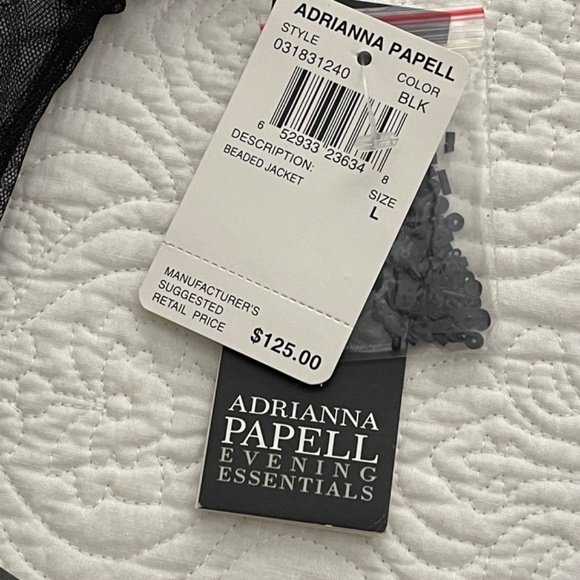 ADRIANNA PAPELL
STYLE
031831240
COLOR
BLK
6 52933 23634 8
DESCRIPTION:
BEADED JACKET
SIZE
L
MANUFACTURER'S
SUGGESTED
RETAIL PRICE
$125.00
ADRIANNA
PAPELL
EVENING
ESSENTIALS